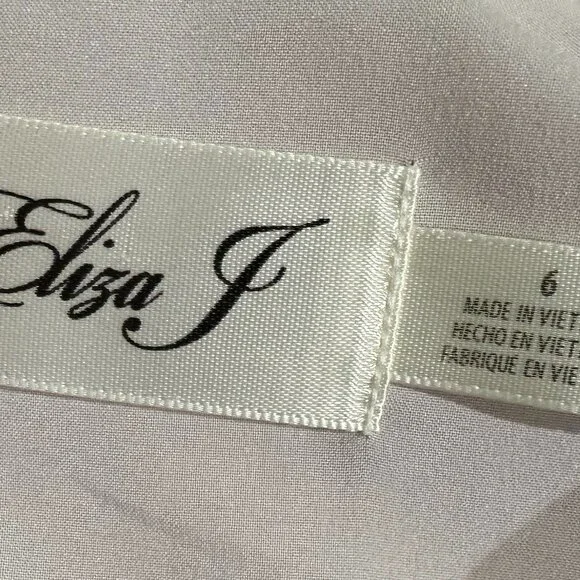 Eliza J
6
MADE IN VIET
HECHO EN VIET
FABRIQUE EN VIE